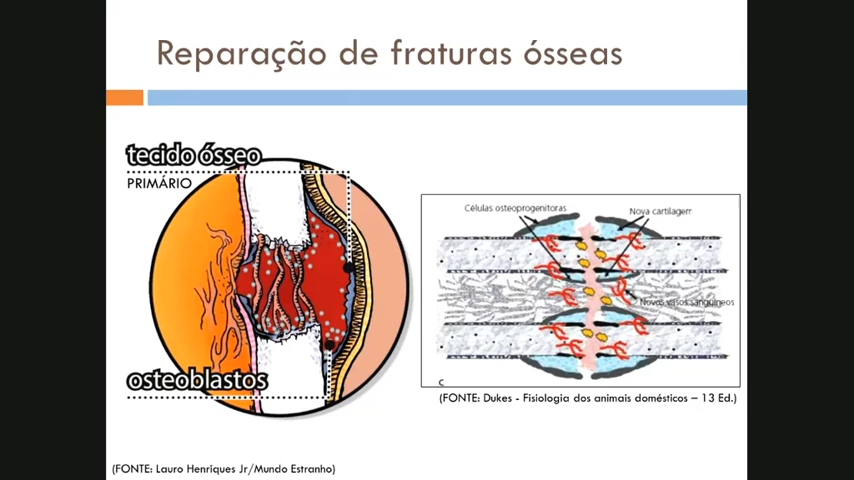 Reparação de fraturas ósseas
tecido ósseo
PRIMÁRIO
osteoblastos
Células osteoprogenitoras
Nova cartilagem
Novos vasos sanguíneos
C
(FONTE: Dukes - Fisiologia dos animais domésticos – 13 Ed.)
(FONTE: Lauro Henriques Jr/Mundo Estranho)